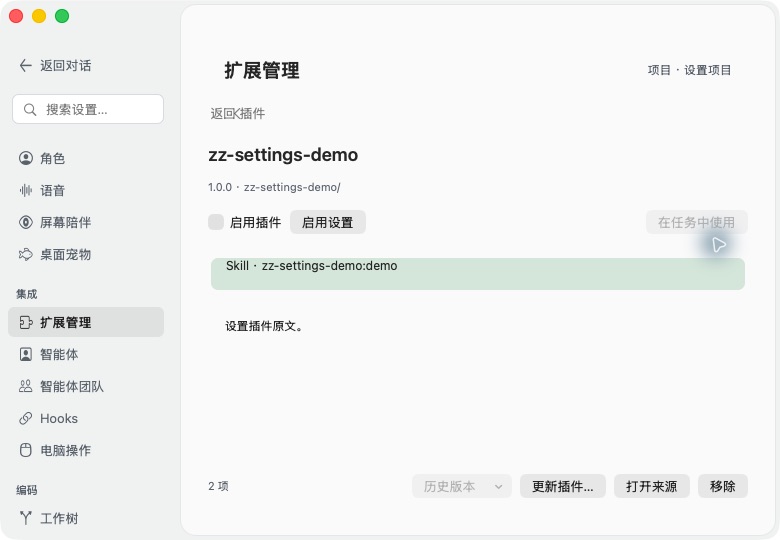 返回对话
搜索设置...
角色
语音
屏幕陪伴
桌面宠物
集成
扩展管理
智能体
智能体团队
Hooks
电脑操作
编码
工作树
扩展管理
项目 · 设置项目
返回插件
zz-settings-demo
1.0.0 · zz-settings-demo/
启用插件
启用设置
在任务中使用
Skill · zz-settings-demo:demo
设置插件原文。
2 项
历史版本
更新插件...
打开来源
移除